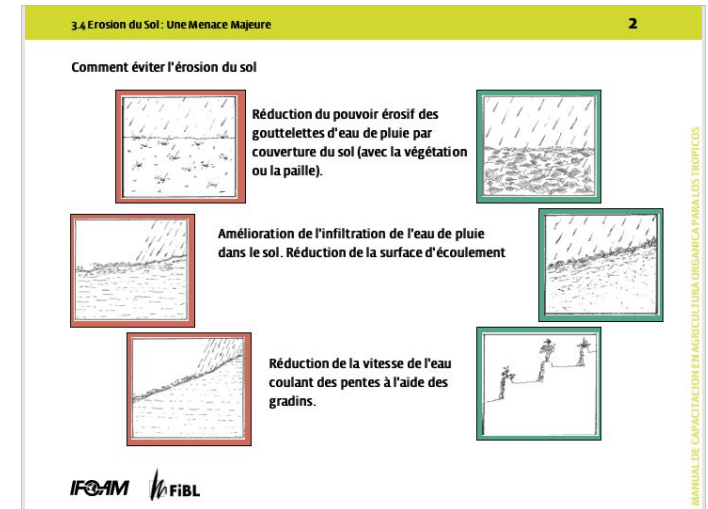 3.4 Erosion du Sol : Une Menace Majeure
2
Comment éviter l'érosion du sol
Réduction du pouvoir érosif des
gouttelettes d'eau de pluie par
couverture du sol (avec la végétation
ou la paille).
Amélioration de l'infiltration de l'eau de pluie
dans le sol. Réduction de la surface d'écoulement
Réduction de la vitesse de l'eau
coulant des pentes à l'aide des
gradins.
IFOAM
FiBL
MANUAL DE CAPACITACION EN AGRICULTURA ORGANICA PARA LOS TROPICOS